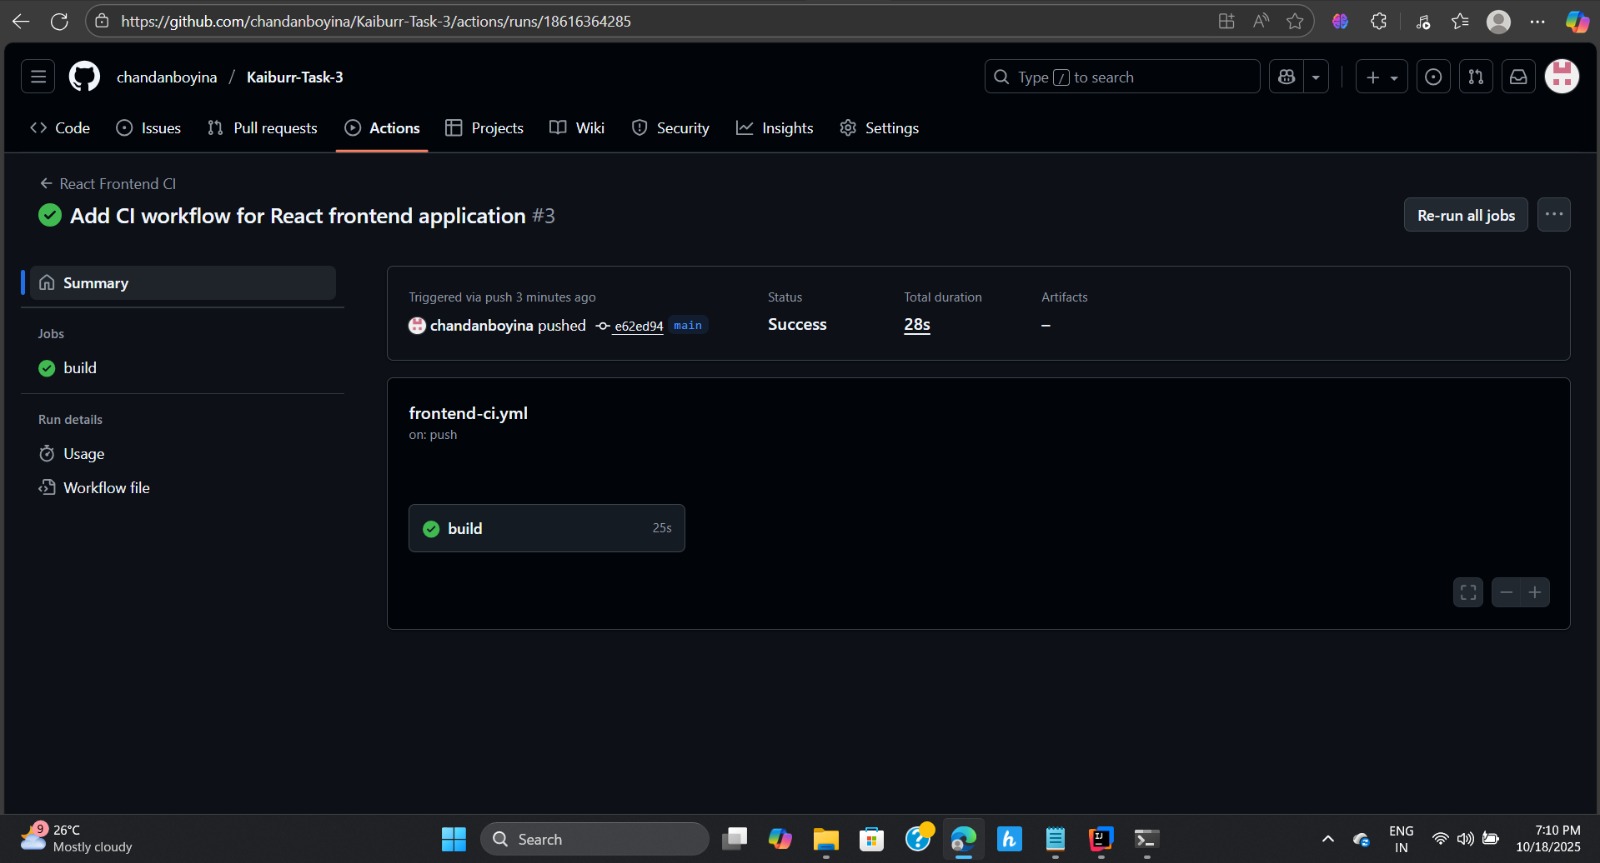 https://github.com/chandanboyina/Kaiburr-Task-3/actions/runs/18616364285
chandanboyina / Kaiburr-Task-3
Type / to search
Code Issues Pull requests Actions Projects Wiki Security Insights Settings
React Frontend CI
Add CI workflow for React frontend application #3
Re-run all jobs
Summary
Jobs
build
Run details
Usage
Workflow file
Triggered via push 3 minutes ago
chandanboyina pushed e62ed94 main
Status
Success
Total duration
28s
Artifacts
–
frontend-ci.yml
on: push
build 25s
9
26°C
Mostly cloudy
Search
h
IJ
ENG
IN
7:10 PM
10/18/2025